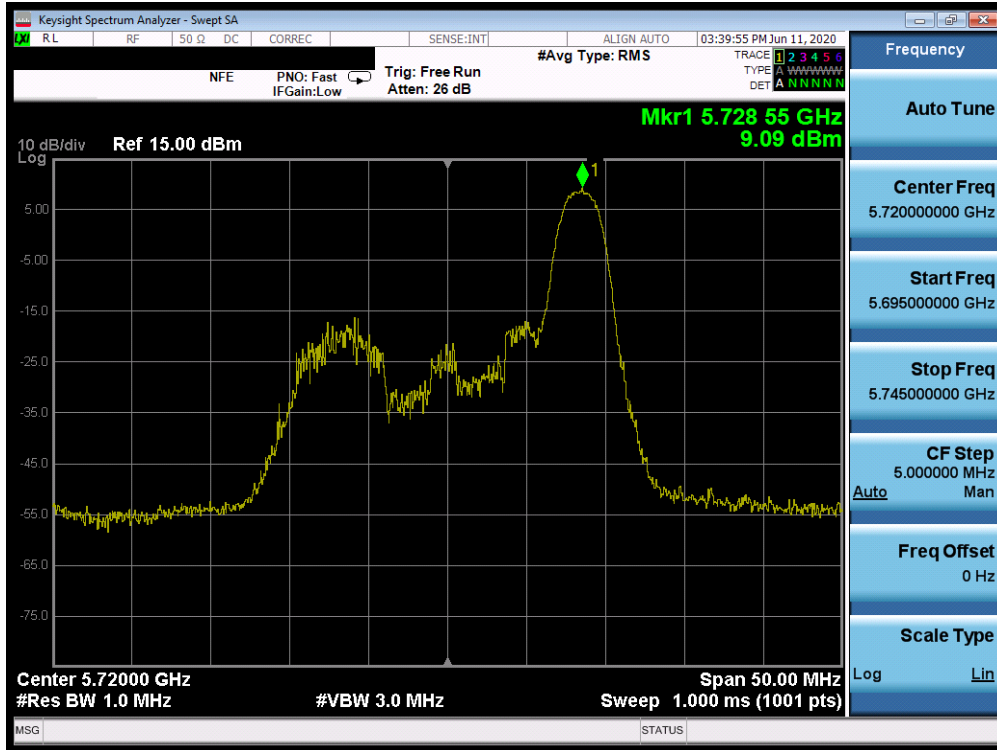 Keysight Spectrum Analyzer - Swept SA
LXI RL RF 50 Ω DC CORREC SENSE:INT ALIGN AUTO 03:39:55 PM Jun 11, 2020
#Avg Type: RMS
TRACE 1 2 3 4 5 6
TYPE A WWWWW
DET A N N N N N
NFE PNO: Fast Trig: Free Run
IFGain:Low Atten: 26 dB
Mkr1 5.728 55 GHz
9.09 dBm
10 dB/div Ref 15.00 dBm
Log
1
5.00
-5.00
-15.0
-25.0
-35.0
-45.0
-55.0
-65.0
-75.0
Center 5.72000 GHz Span 50.00 MHz
#Res BW 1.0 MHz #VBW 3.0 MHz Sweep 1.000 ms (1001 pts)
MSG STATUS
Frequency
Auto Tune
Center Freq
5.720000000 GHz
Start Freq
5.695000000 GHz
Stop Freq
5.745000000 GHz
CF Step
5.000000 MHz
Auto Man
Freq Offset
0 Hz
Scale Type
Log Lin